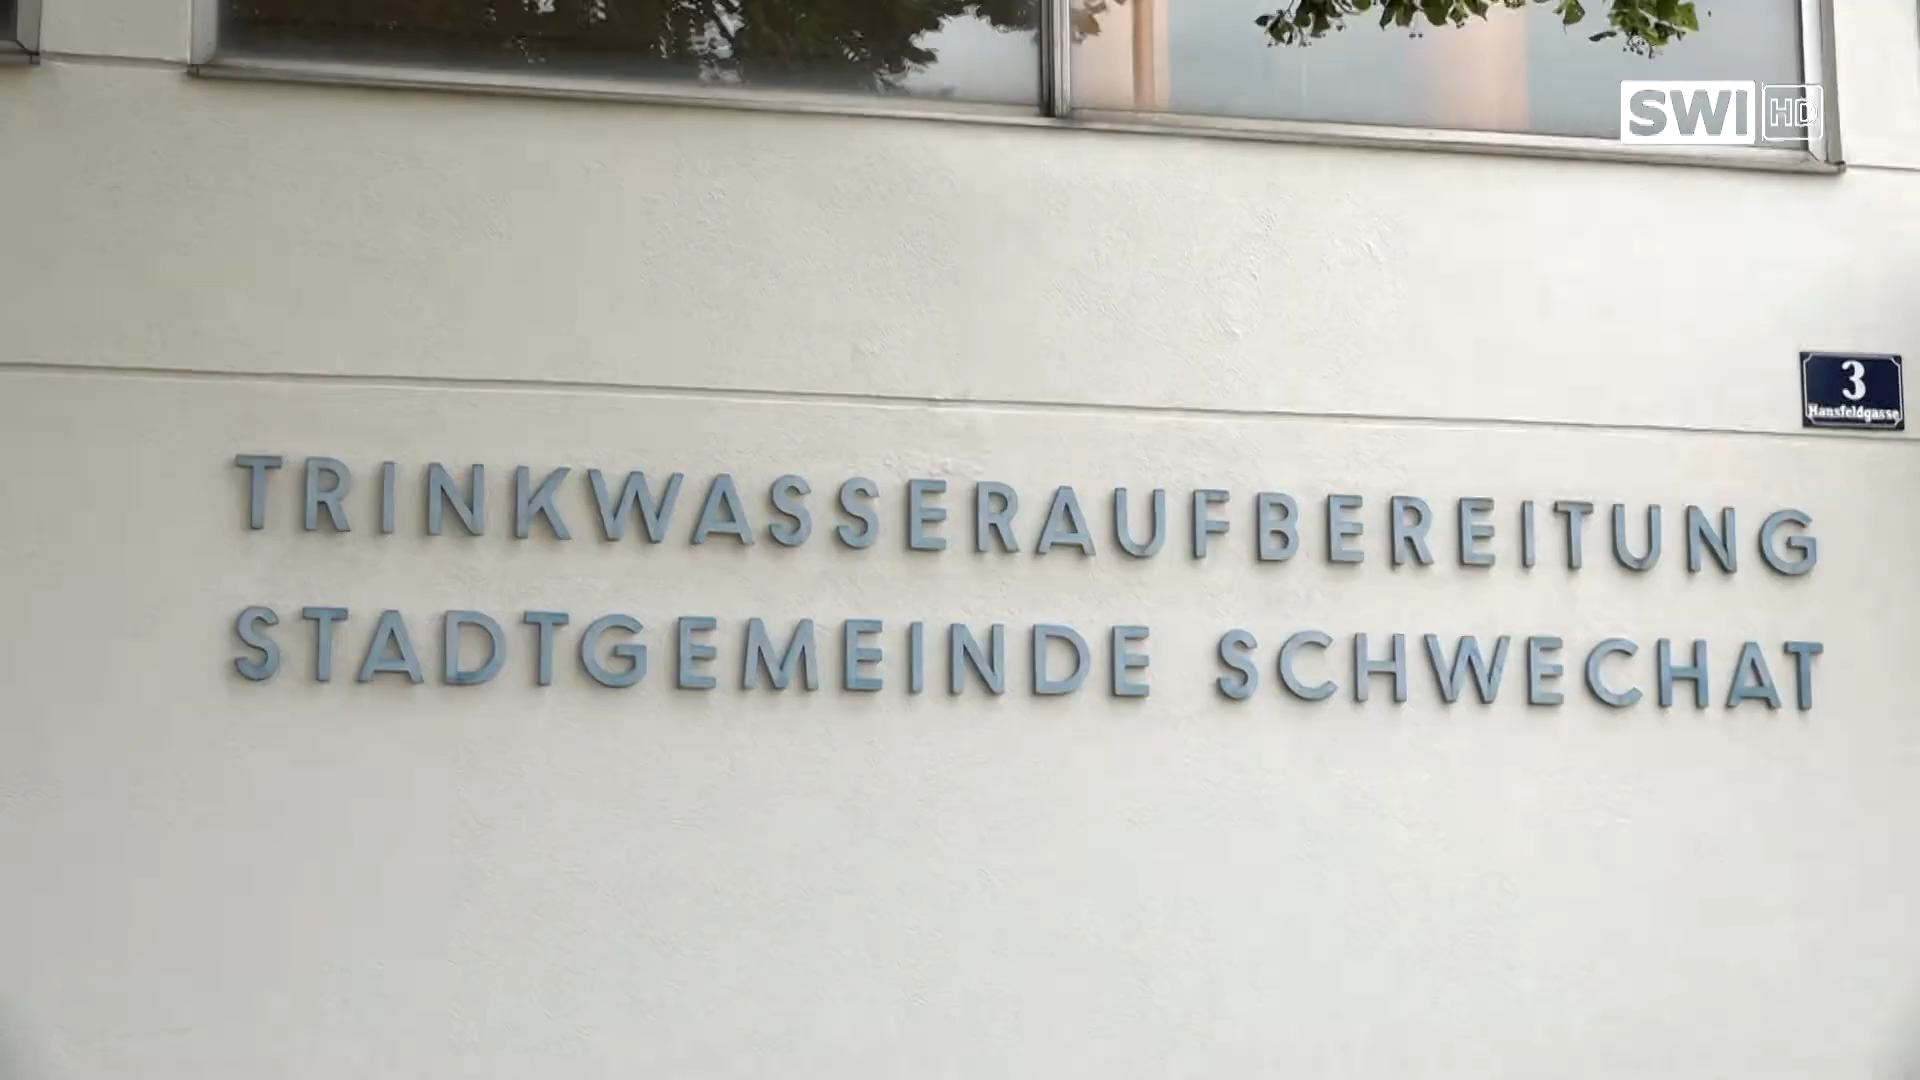 SWI HD
3
Hansfeldgasse
TRINKWASSERAUFBEREITUNG
STADTGEMEINDE SCHWECHAT